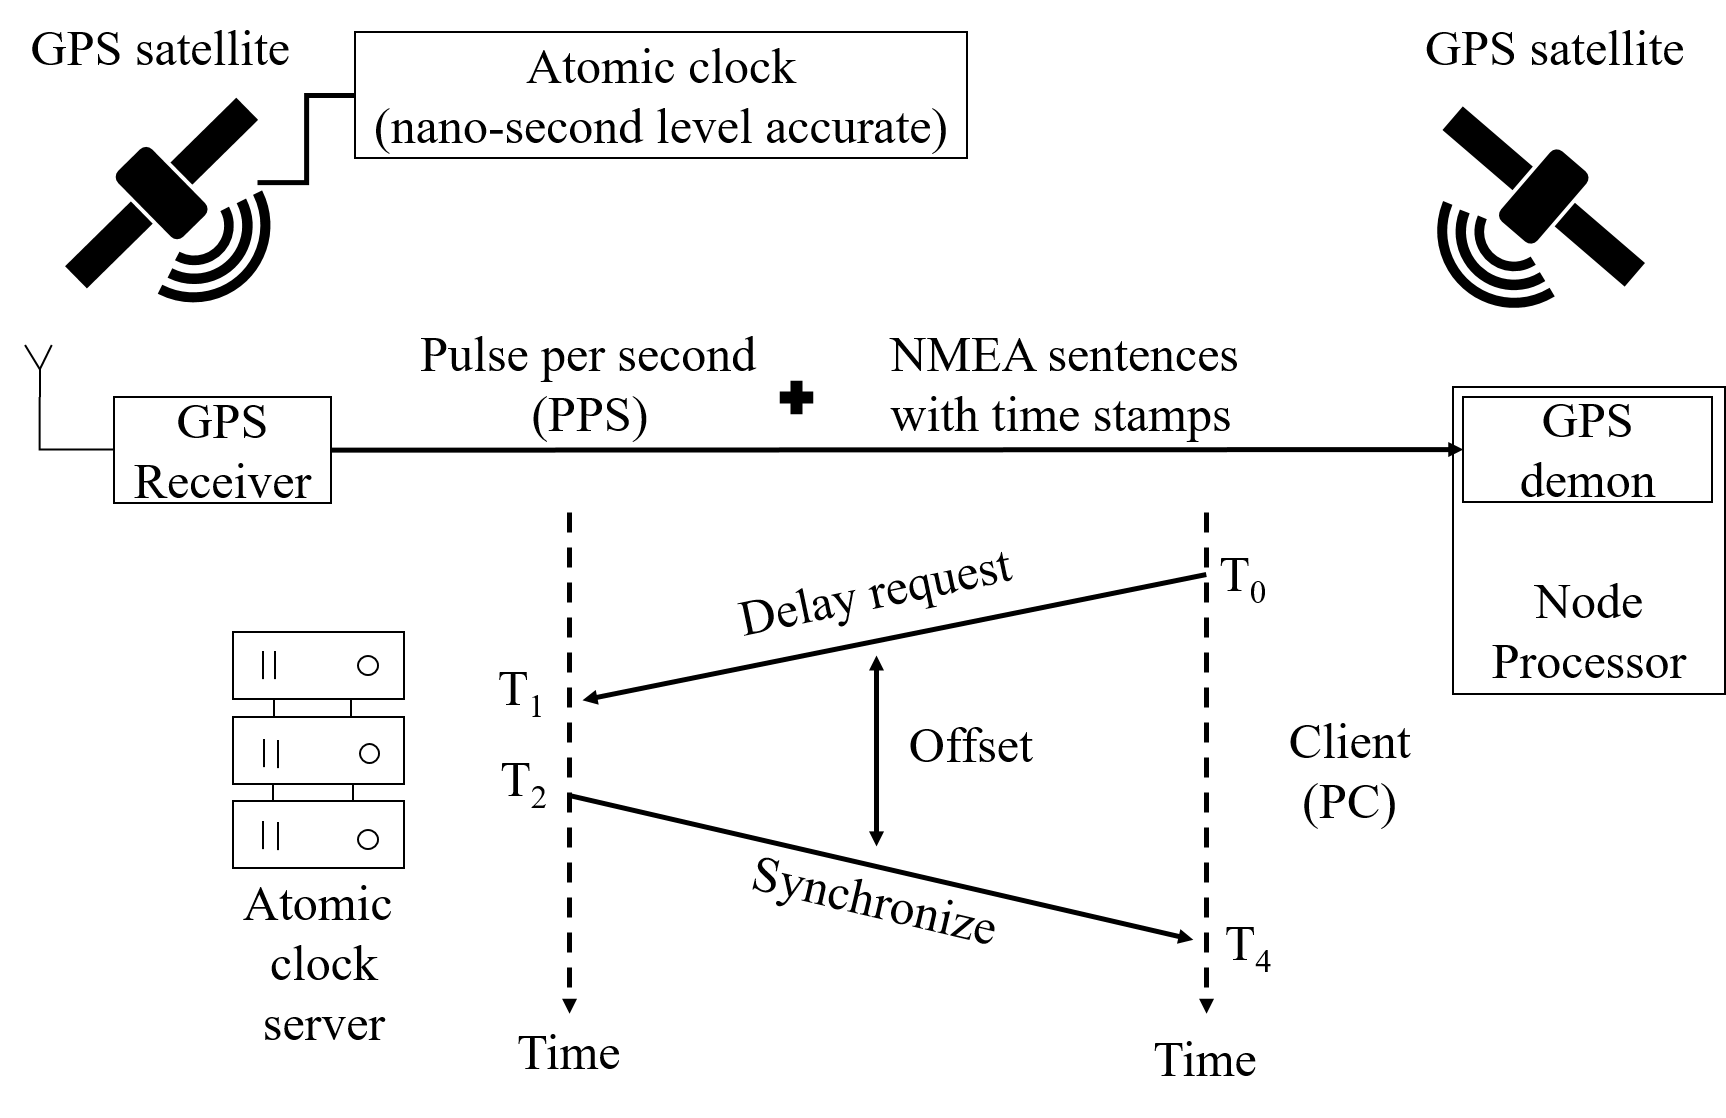 GPS satellite
Atomic clock
(nano-second level accurate)
GPS satellite
Pulse per second
(PPS)
NMEA sentences
with time stamps
GPS
Receiver
GPS
demon
Node
Processor
Delay request
T0
T1
Offset
T2
Client
(PC)
Synchronize
T4
Atomic
clock
server
Time
Time